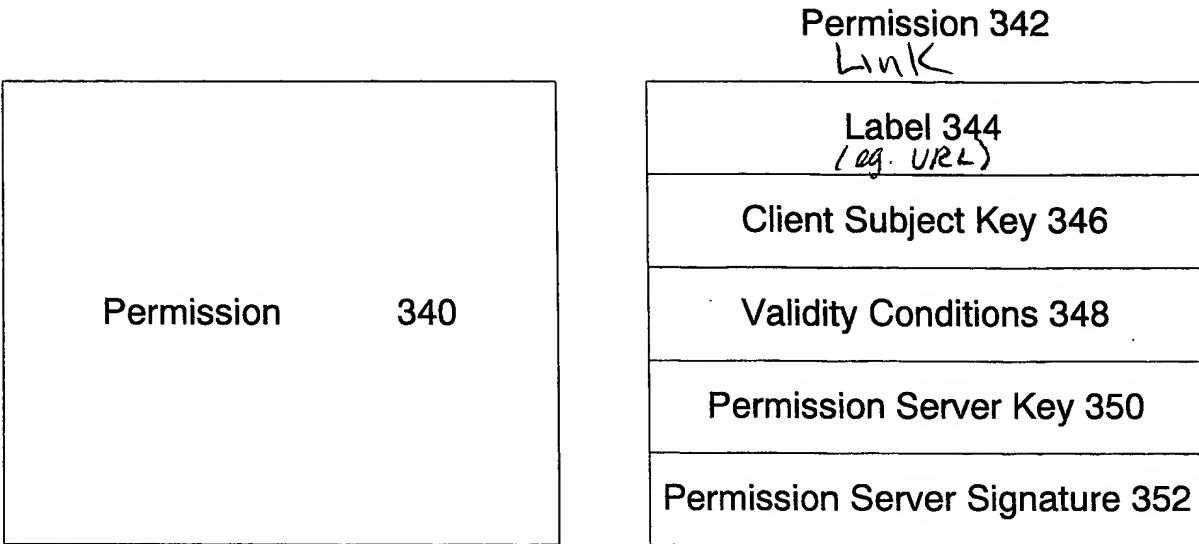 Permission 342
Link
Label 344
(eg. URL)
Client Subject Key 346
Permission 340
Validity Conditions 348
Permission Server Key 350
Permission Server Signature 352